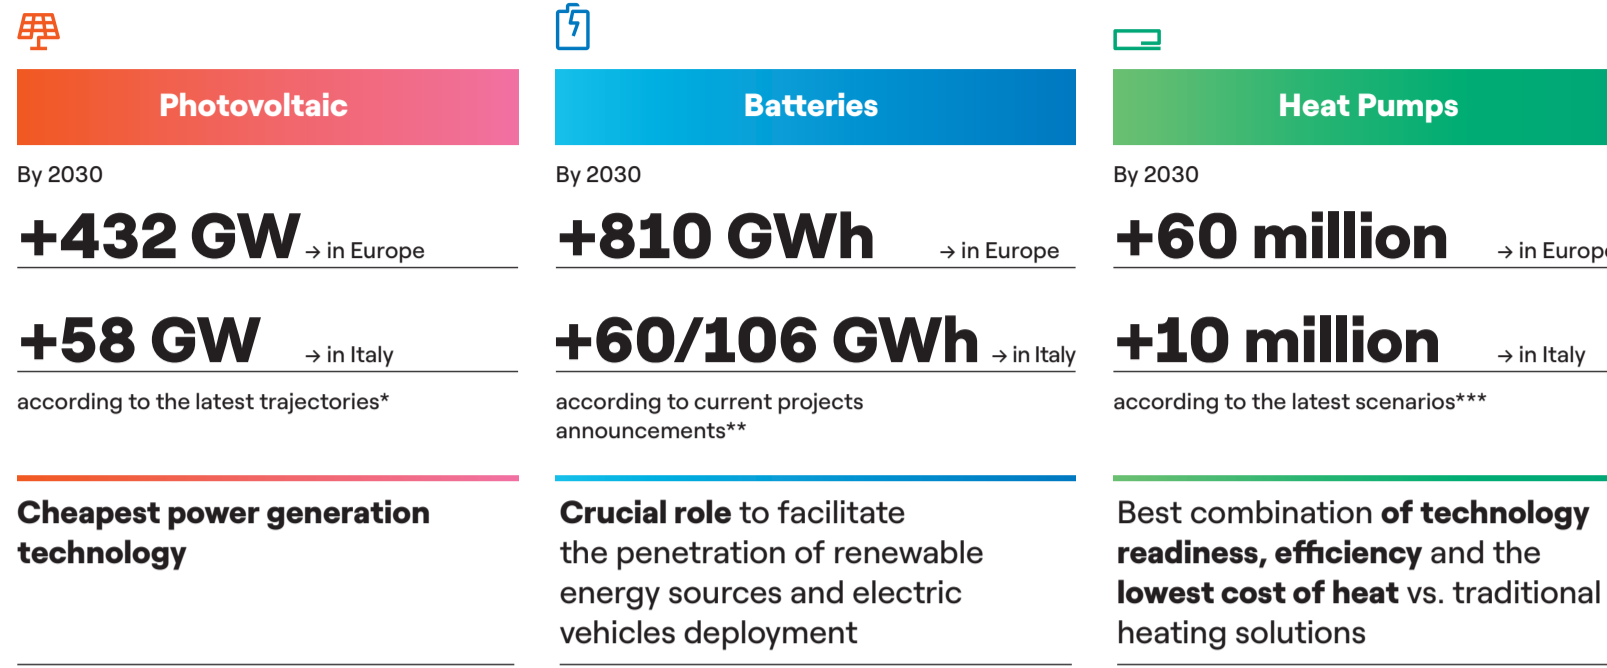 Photovoltaic
By 2030
+432 GW → in Europe
+58 GW → in Italy
according to the latest trajectories*
Cheapest power generation
technology
Batteries
By 2030
+810 GWh → in Europe
+60/106 GWh → in Italy
according to current projects
announcements**
Crucial role to facilitate
the penetration of renewable
energy sources and electric
vehicles deployment
Heat Pumps
By 2030
+60 million → in Europe
+10 million → in Italy
according to the latest scenarios***
Best combination of technology
readiness, efficiency and the
lowest cost of heat vs. traditional
heating solutions